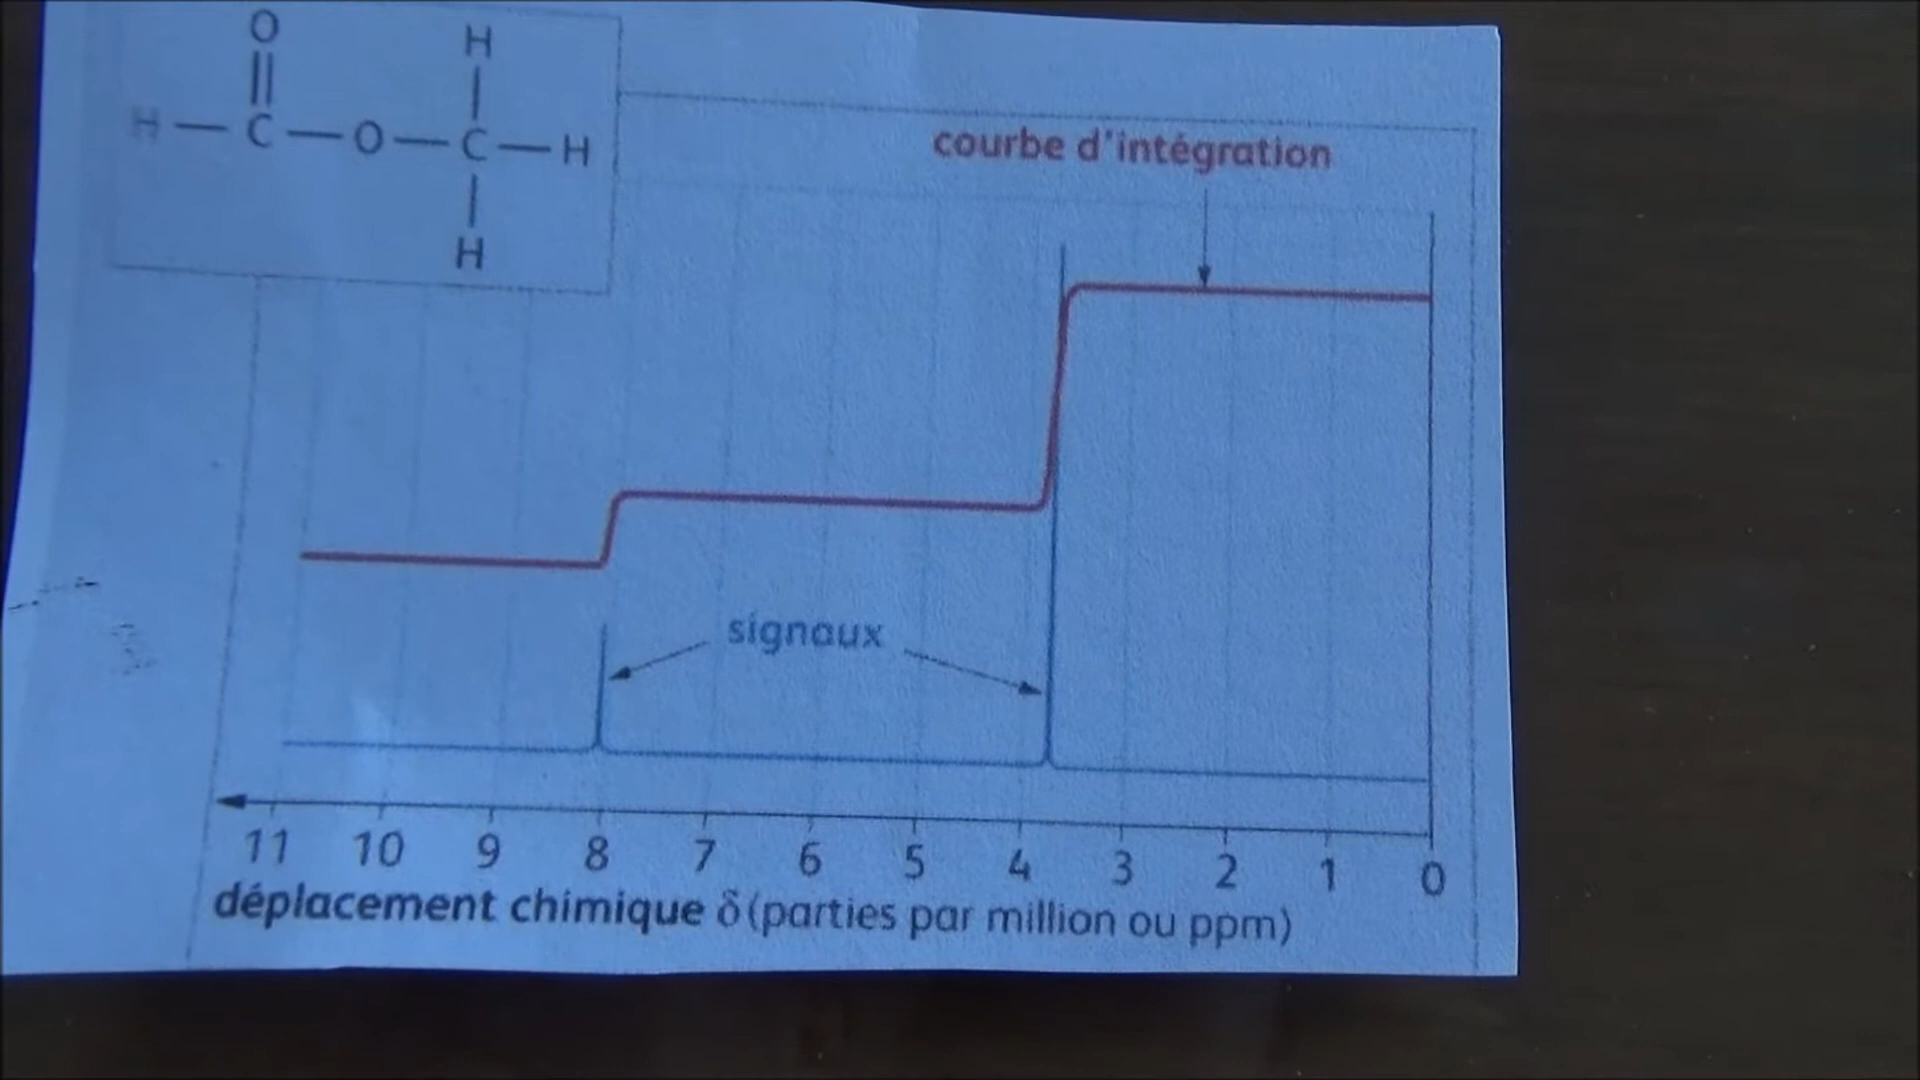 O H
H — C — O — C — H
H
courbe d'intégration
signaux
11 10 9 8 7 6 5 4 3 2 1 0
déplacement chimique δ (parties par million ou ppm)